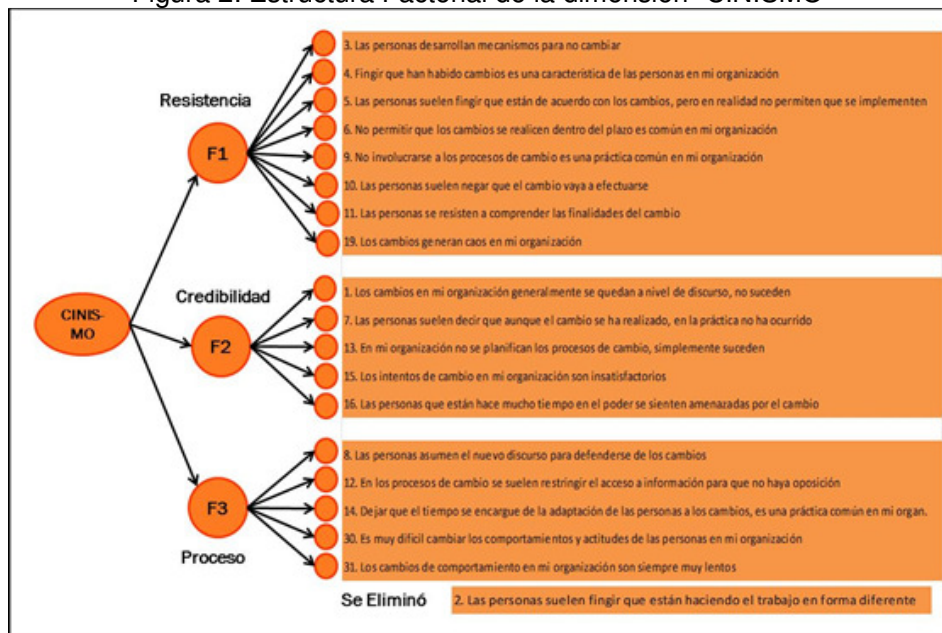 Figura 2. Estructura Factorial de la dimensión "CINISMO"
Resistencia
F1
3. Las personas desarrollan mecanismos para no cambiar
4. Fingir que han habido cambios es una característica de las personas en mi organización
5. Las personas suelen fingir que están de acuerdo con los cambios, pero en realidad no permiten que se implementen
6. No permitir que los cambios se realicen dentro del plazo es común en mi organización
9. No involucrarse a los procesos de cambio es una práctica común en mi organización
10. Las personas suelen negar que el cambio vaya a efectuarse
11. Las personas se resisten a comprender las finalidades del cambio
19. Los cambios generan caos en mi organización
CINIS-
MO
Credibilidad
F2
1. Los cambios en mi organización generalmente se quedan a nivel de discurso, no suceden
7. Las personas suelen decir que aunque el cambio se ha realizado, en la práctica no ha ocurrido
13. En mi organización no se planifican los procesos de cambio, simplemente suceden
15. Los intentos de cambio en mi organización son insatisfactorios
16. Las personas que están hace mucho tiempo en el poder se sienten amenazadas por el cambio
F3
Proceso
8. Las personas asumen el nuevo discurso para defenderse de los cambios
12. En los procesos de cambio se suelen restringir el acceso a información para que no haya oposición
14. Dejar que el tiempo se encargue de la adaptación de las personas a los cambios, es una práctica común en mi organ.
30. Es muy difícil cambiar los comportamientos y actitudes de las personas en mi organización
31. Los cambios de comportamiento en mi organización son siempre muy lentos
Se Eliminó
2. Las personas suelen fingir que están haciendo el trabajo en forma diferente